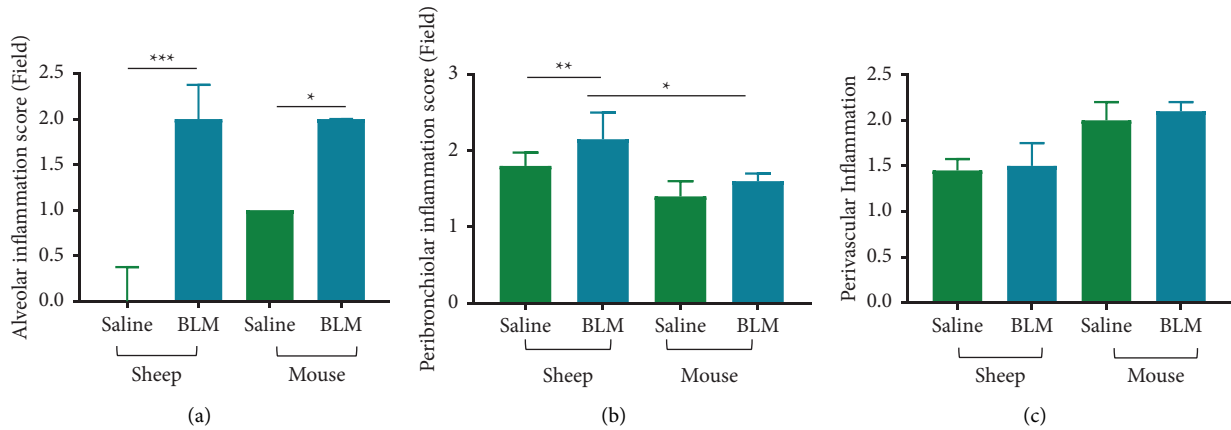 Alveolar inflammation score (Field)
2.5
2.0
1.5
1.0
0.5
0.0
***
*
Saline BLM Saline BLM
Sheep Mouse
(a)
Peribronchiolar inflammation score (Field)
3
2
1
0
**
*
Saline BLM Saline BLM
Sheep Mouse
(b)
Perivascular Inflammation
2.5
2.0
1.5
1.0
0.5
0.0
Saline BLM Saline BLM
Sheep Mouse
(c)